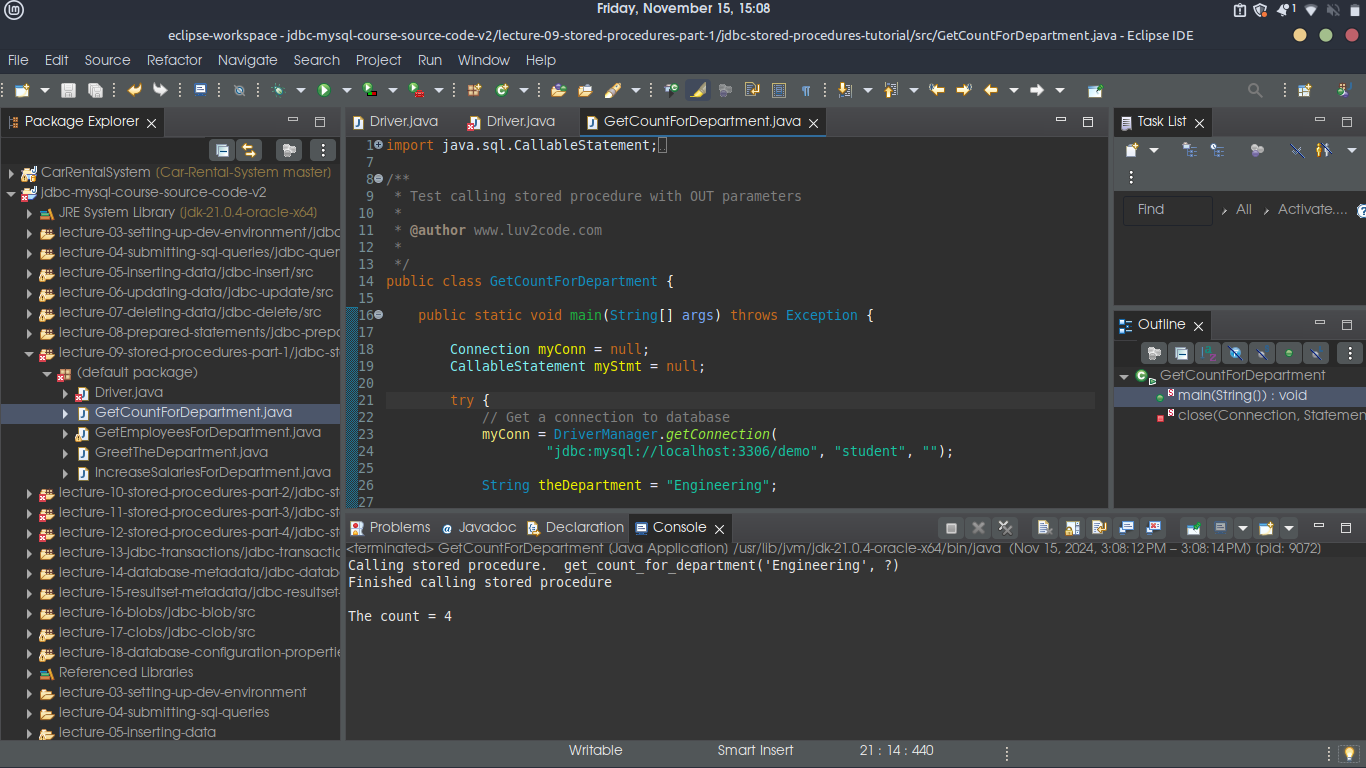 Friday, November 15, 15:08
1
eclipse-workspace - jdbc-mysql-course-source-code-v2/lecture-09-stored-procedures-part-1/jdbc-stored-procedures-tutorial/src/GetCountForDepartment.java - Eclipse IDE
File Edit Source Refactor Navigate Search Project Run Window Help
Package Explorer
CarRentalSystem [Car-Rental-System master]
jdbc-mysql-course-source-code-v2
JRE System Library [jdk-21.0.4-oracle-x64]
lecture-03-setting-up-dev-environment/jdbc
lecture-04-submitting-sql-queries/jdbc-quer
lecture-05-inserting-data/jdbc-insert/src
lecture-06-updating-data/jdbc-update/src
lecture-07-deleting-data/jdbc-delete/src
lecture-08-prepared-statements/jdbc-prepa
lecture-09-stored-procedures-part-1/jdbc-st
(default package)
Driver.java
GetCountForDepartment.java
GetEmployeesForDepartment.java
GreetTheDepartment.java
IncreaseSalariesForDepartment.java
lecture-10-stored-procedures-part-2/jdbc-st
lecture-11-stored-procedures-part-3/jdbc-st
lecture-12-stored-procedures-part-4/jdbc-st
lecture-13-jdbc-transactions/jdbc-transactic
lecture-14-database-metadata/jdbc-datab
lecture-15-resultset-metadata/jdbc-resultset-
lecture-16-blobs/jdbc-blob/src
lecture-17-clobs/jdbc-clob/src
lecture-18-database-configuration-propertie
Referenced Libraries
lecture-03-setting-up-dev-environment
lecture-04-submitting-sql-queries
lecture-05-inserting-data
Driver.java Driver.java GetCountForDepartment.java
1 import java.sql.CallableStatement;
7
8 /**
9 * Test calling stored procedure with OUT parameters
10 *
11 * @author www.luv2code.com
12 *
13 */
14 public class GetCountForDepartment {
15
16 public static void main(String[] args) throws Exception {
17
18 Connection myConn = null;
19 CallableStatement myStmt = null;
20
21 try {
22 // Get a connection to database
23 myConn = DriverManager.getConnection(
24 "jdbc:mysql://localhost:3306/demo", "student", "");
25
26 String theDepartment = "Engineering";
27
Task List
Find All Activate....
Outline
GetCountForDepartment
main(String[]) : void
close(Connection, Statemen
Problems Javadoc Declaration Console
<terminated> GetCountForDepartment [Java Application] /usr/lib/jvm/jdk-21.0.4-oracle-x64/bin/java (Nov 15, 2024, 3:08:12 PM – 3:08:14 PM) [pid: 9072]
Calling stored procedure. get_count_for_department('Engineering', ?)
Finished calling stored procedure
The count = 4
Writable Smart Insert 21 : 14 : 440